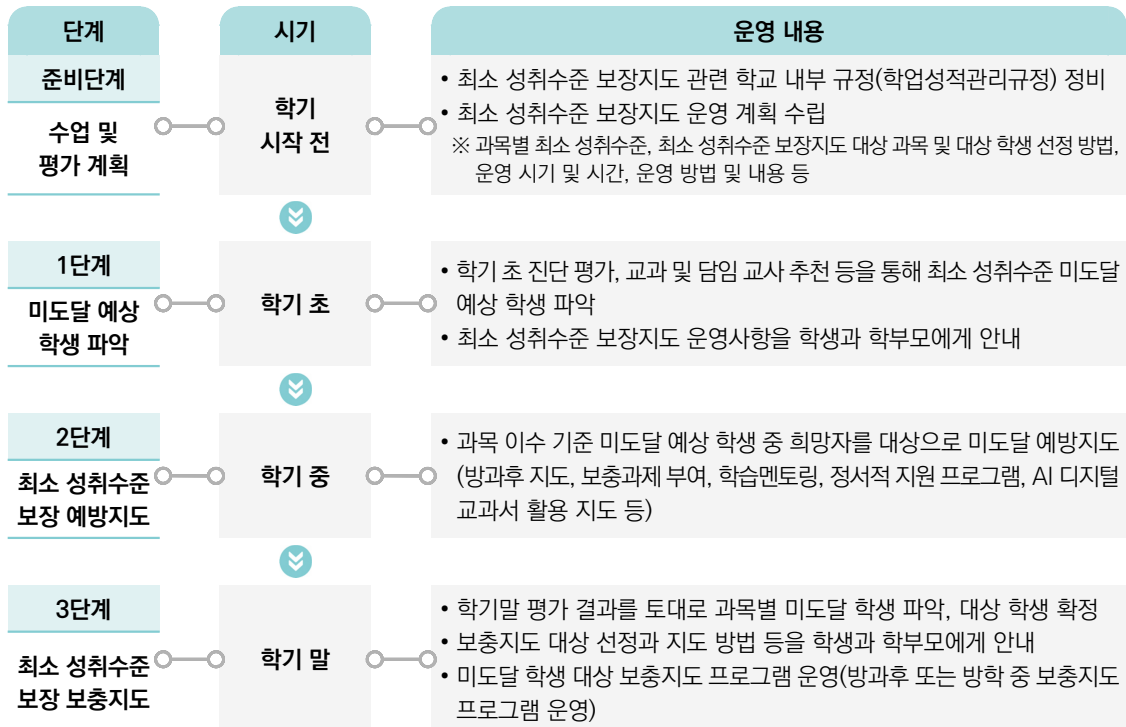 단계
시기
운영 내용
준비단계
수업 및
평가 계획
학기
시작 전
• 최소 성취수준 보장지도 관련 학교 내부 규정(학업성적관리규정) 정비
• 최소 성취수준 보장지도 운영 계획 수립
※ 과목별 최소 성취수준, 최소 성취수준 보장지도 대상 과목 및 대상 학생 선정 방법,
운영 시기 및 시간, 운영 방법 및 내용 등
1단계
미도달 예상
학생 파악
학기 초
• 학기 초 진단 평가, 교과 및 담임 교사 추천 등을 통해 최소 성취수준 미도달
예상 학생 파악
• 최소 성취수준 보장지도 운영사항을 학생과 학부모에게 안내
2단계
최소 성취수준
보장 예방지도
학기 중
• 과목 이수 기준 미도달 예상 학생 중 희망자를 대상으로 미도달 예방지도
(방과후 지도, 보충과제 부여, 학습멘토링, 정서적 지원 프로그램, AI 디지털
교과서 활용 지도 등)
3단계
최소 성취수준
보장 보충지도
학기 말
• 학기말 평가 결과를 토대로 과목별 미도달 학생 파악, 대상 학생 확정
• 보충지도 대상 선정과 지도 방법 등을 학생과 학부모에게 안내
• 미도달 학생 대상 보충지도 프로그램 운영(방과후 또는 방학 중 보충지도
프로그램 운영)